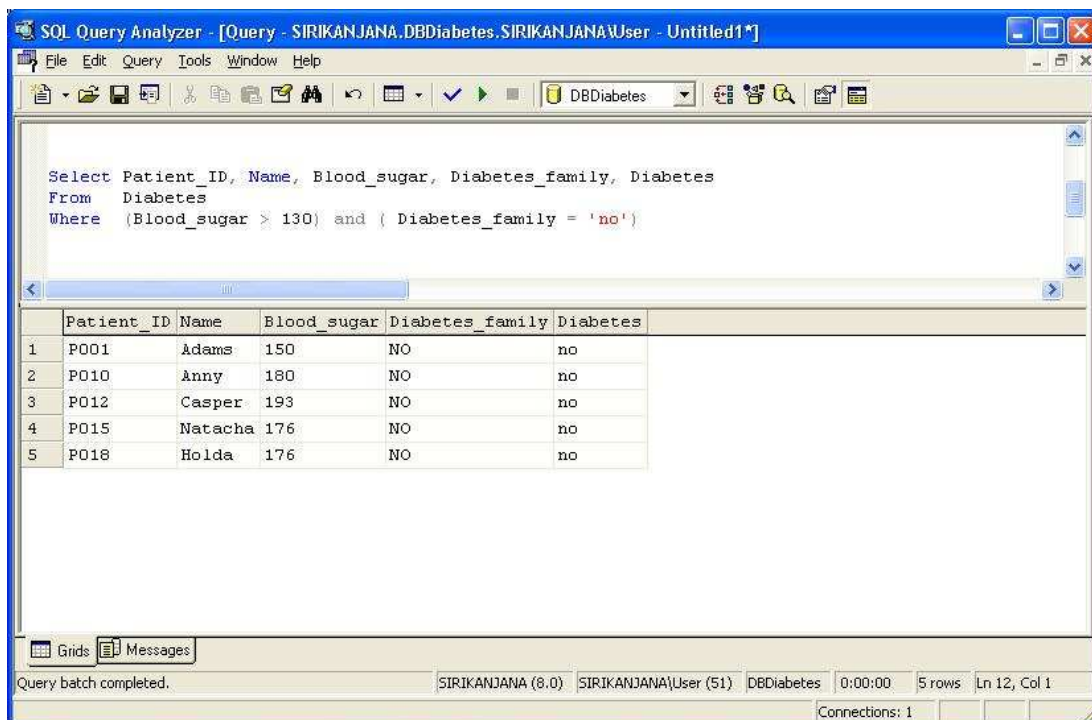 SQL Query Analyzer - [Query - SIRIKANJANA.DBDiabetes.SIRIKANJANA\User - Untitled1*]
File Edit Query Tools Window Help
DBDiabetes
Select Patient_ID, Name, Blood_sugar, Diabetes_family, Diabetes
From Diabetes
Where (Blood_sugar > 130) and ( Diabetes_family = 'no')
Patient_ID Name Blood_sugar Diabetes_family Diabetes
1 P001 Adams 150 NO no
2 P010 Anny 180 NO no
3 P012 Casper 193 NO no
4 P015 Natacha 176 NO no
5 P018 Holda 176 NO no
Grids Messages
Query batch completed. SIRIKANJANA (8.0) SIRIKANJANA\User (51) DBDiabetes 0:00:00 5 rows Ln 12, Col 1
Connections: 1